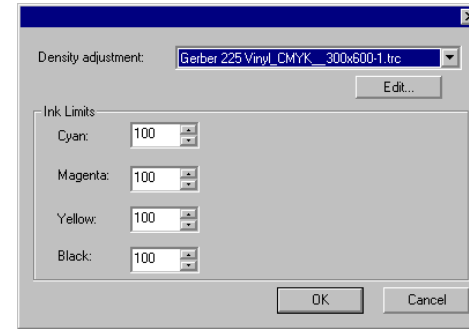 Density adjustment: Gerber 225 Vinyl_CMYK__300x600-1.trc
Edit...
Ink Limits
Cyan: 100
Magenta: 100
Yellow: 100
Black: 100
OK Cancel